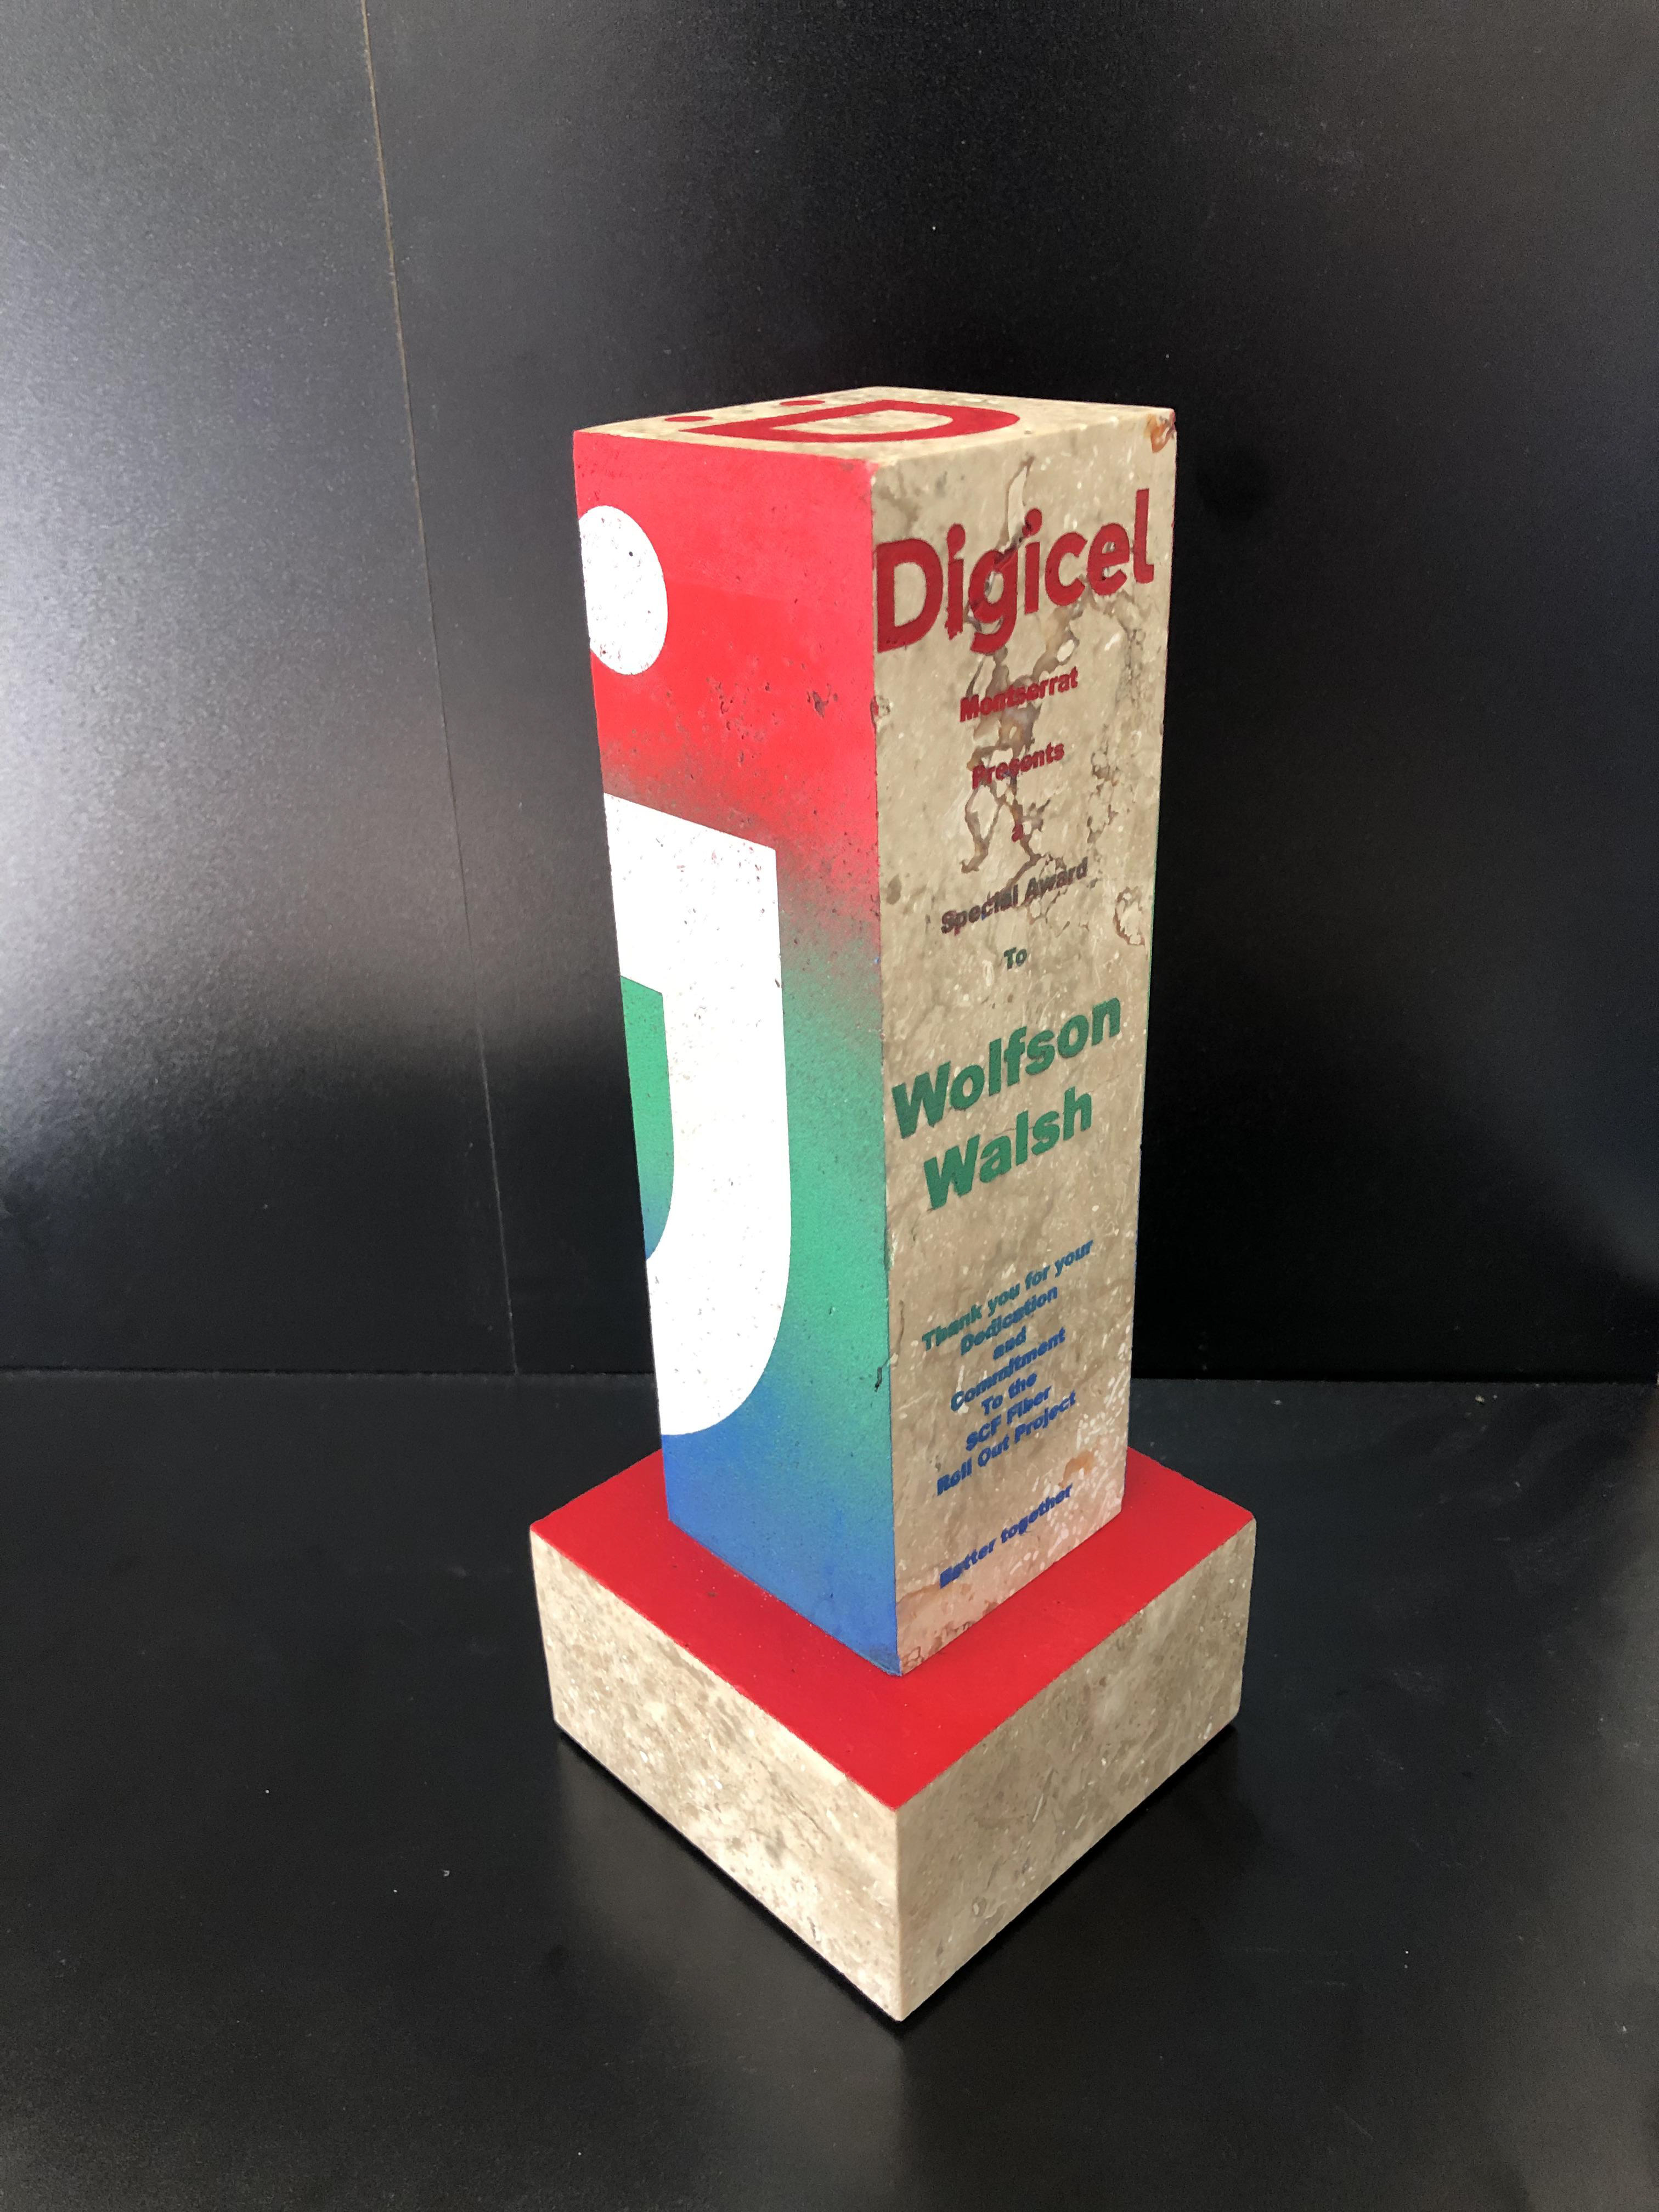 Digicel
Montserrat
Presents
a
Special Award
To
Wolfson
Walsh
Thank you for your
Dedication
and
Commitment
To the
SCF Fiber
Roll Out Project
Better together